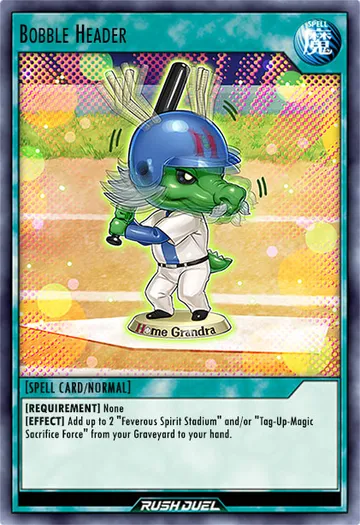 BOBBLE HEADER
SPELL
魔
H
Home Grandra
[SPELL CARD/NORMAL]
[REQUIREMENT] None
[EFFECT] Add up to 2 "Feverous Spirit Stadium" and/or "Tag-Up-Magic
Sacrifice Force" from your Graveyard to your hand.
RUSH DUEL